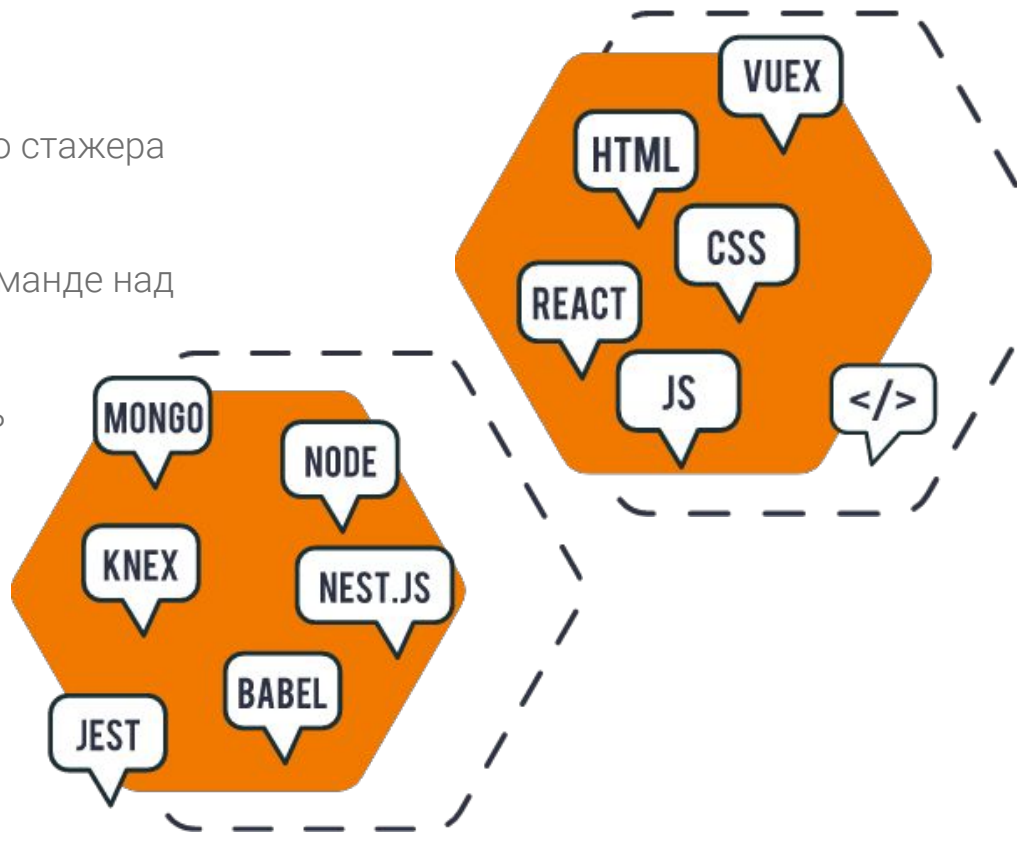 о стажера
манде над
ь
VUEX
HTML
CSS
REACT
JS
</>
MONGO
NODE
KNEX
NEST.JS
BABEL
JEST